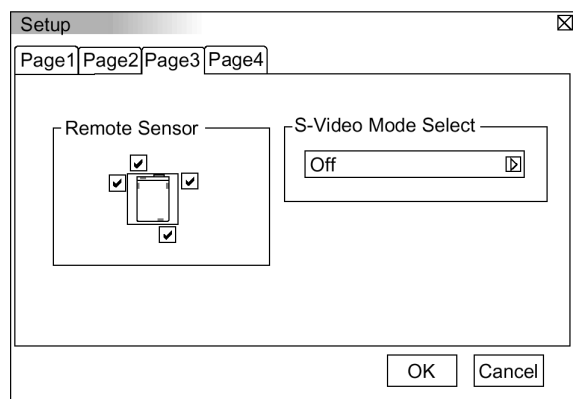 Setup
Page1 Page2 Page3 Page4
Remote Sensor
S-Video Mode Select
Off
OK Cancel